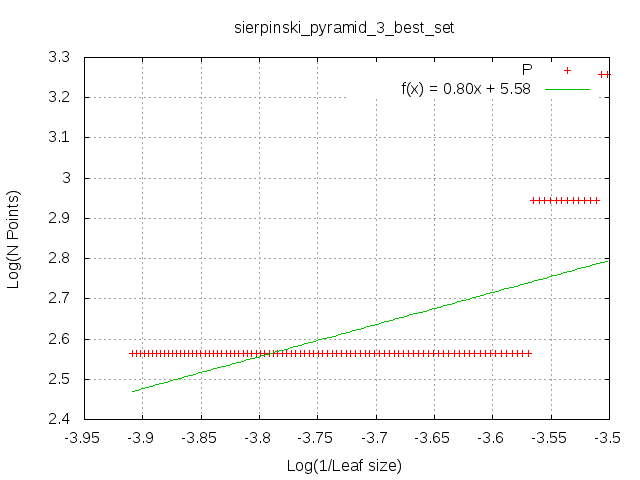 sierpinski_pyramid_3_best_set
P
f(x) = 0.80x + 5.58
3.3
3.2
3.1
3
2.9
2.8
2.7
2.6
2.5
2.4
Log(N Points)
-3.95 -3.9 -3.85 -3.8 -3.75 -3.7 -3.65 -3.6 -3.55 -3.5
Log(1/Leaf size)